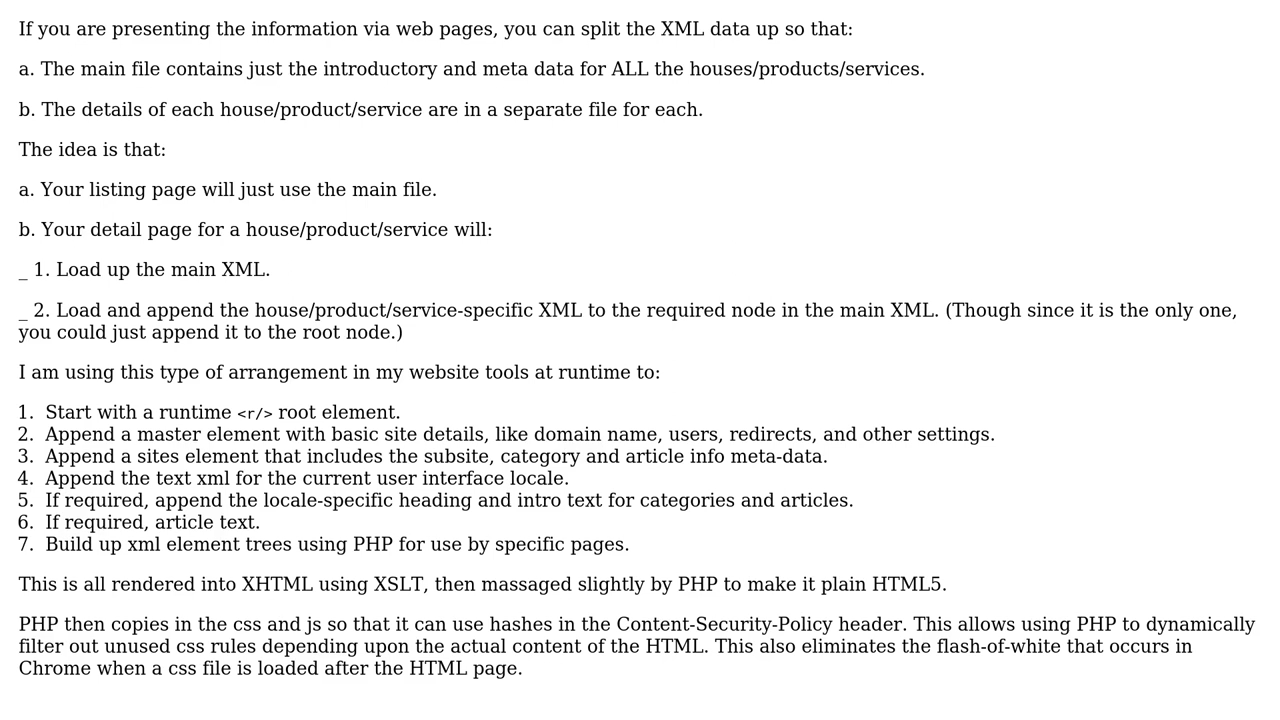 If you are presenting the information via web pages, you can split the XML data up so that:
a. The main file contains just the introductory and meta data for ALL the houses/products/services.
b. The details of each house/product/service are in a separate file for each.
The idea is that:
a. Your listing page will just use the main file.
b. Your detail page for a house/product/service will:
_ 1. Load up the main XML.
_ 2. Load and append the house/product/service-specific XML to the required node in the main XML. (Though since it is the only one,
you could just append it to the root node.)
I am using this type of arrangement in my website tools at runtime to:
1. Start with a runtime <r/> root element.
2. Append a master element with basic site details, like domain name, users, redirects, and other settings.
3. Append a sites element that includes the subsite, category and article info meta-data.
4. Append the text xml for the current user interface locale.
5. If required, append the locale-specific heading and intro text for categories and articles.
6. If required, article text.
7. Build up xml element trees using PHP for use by specific pages.
This is all rendered into XHTML using XSLT, then massaged slightly by PHP to make it plain HTML5.
PHP then copies in the css and js so that it can use hashes in the Content-Security-Policy header. This allows using PHP to dynamically
filter out unused css rules depending upon the actual content of the HTML. This also eliminates the flash-of-white that occurs in
Chrome when a css file is loaded after the HTML page.